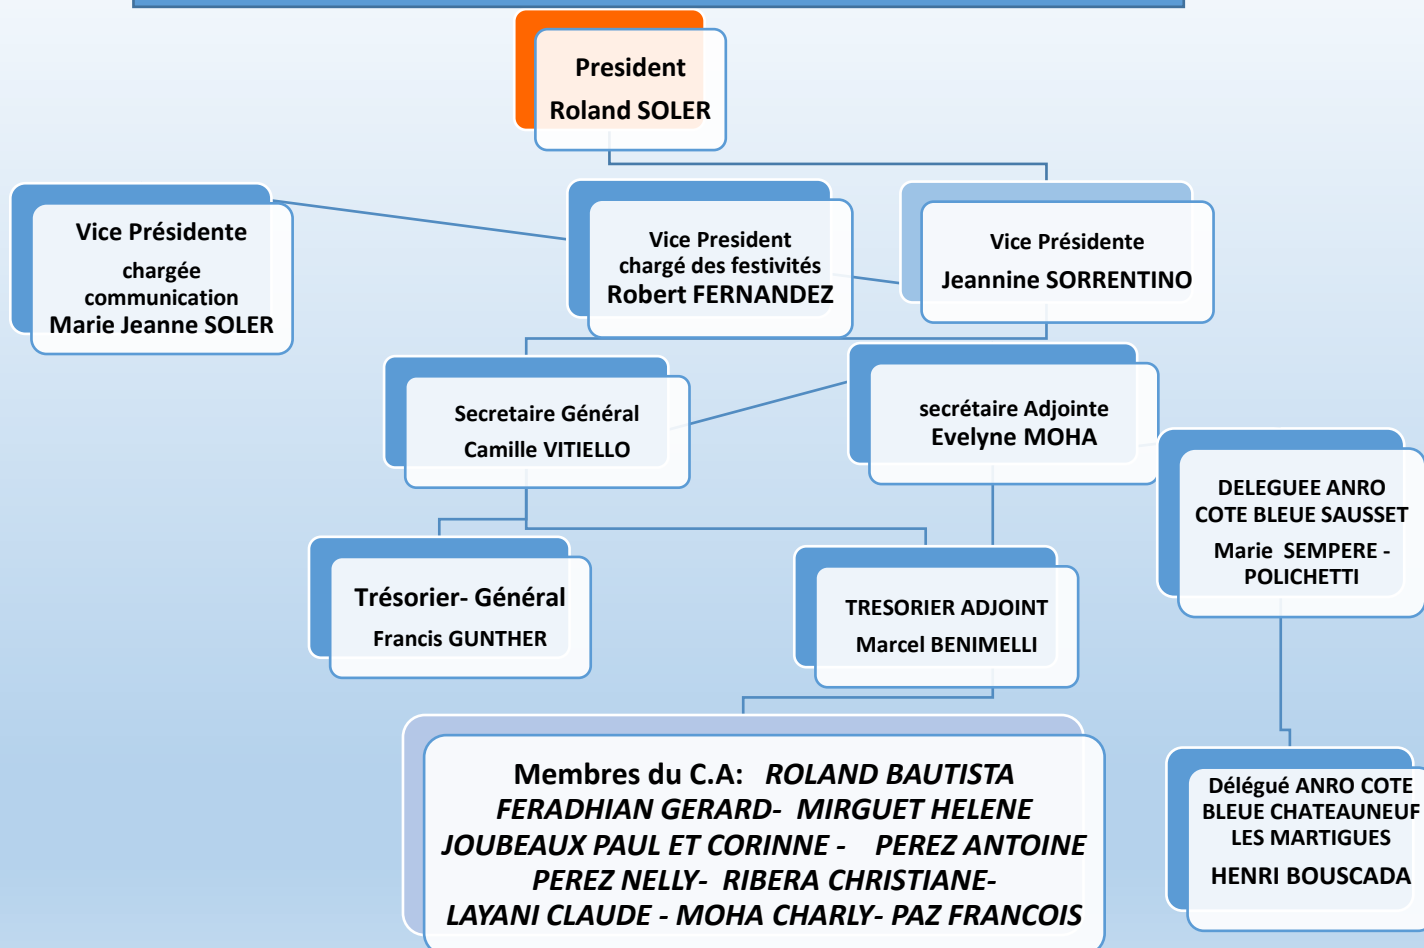 President
Roland SOLER
Vice Présidente
chargée
communication
Marie Jeanne SOLER
Vice President
chargé des festivités
Robert FERNANDEZ
Vice Présidente
Jeannine SORRENTINO
Secretaire Général
Camille VITIELLO
secrétaire Adjointe
Evelyne MOHA
DELEGUEE ANRO
COTE BLEUE SAUSSET
Marie SEMPERE -
POLICHETTI
Trésorier- Général
Francis GUNTHER
TRESORIER ADJOINT
Marcel BENIMELLI
Membres du C.A: ROLAND BAUTISTA
FERADHIAN GERARD- MIRGUET HELENE
JOUBEAUX PAUL ET CORINNE - PEREZ ANTOINE
PEREZ NELLY- RIBERA CHRISTIANE-
LAYANI CLAUDE - MOHA CHARLY- PAZ FRANCOIS
Délégué ANRO COTE
BLEUE CHATEAUNEUF
LES MARTIGUES
HENRI BOUSCADA